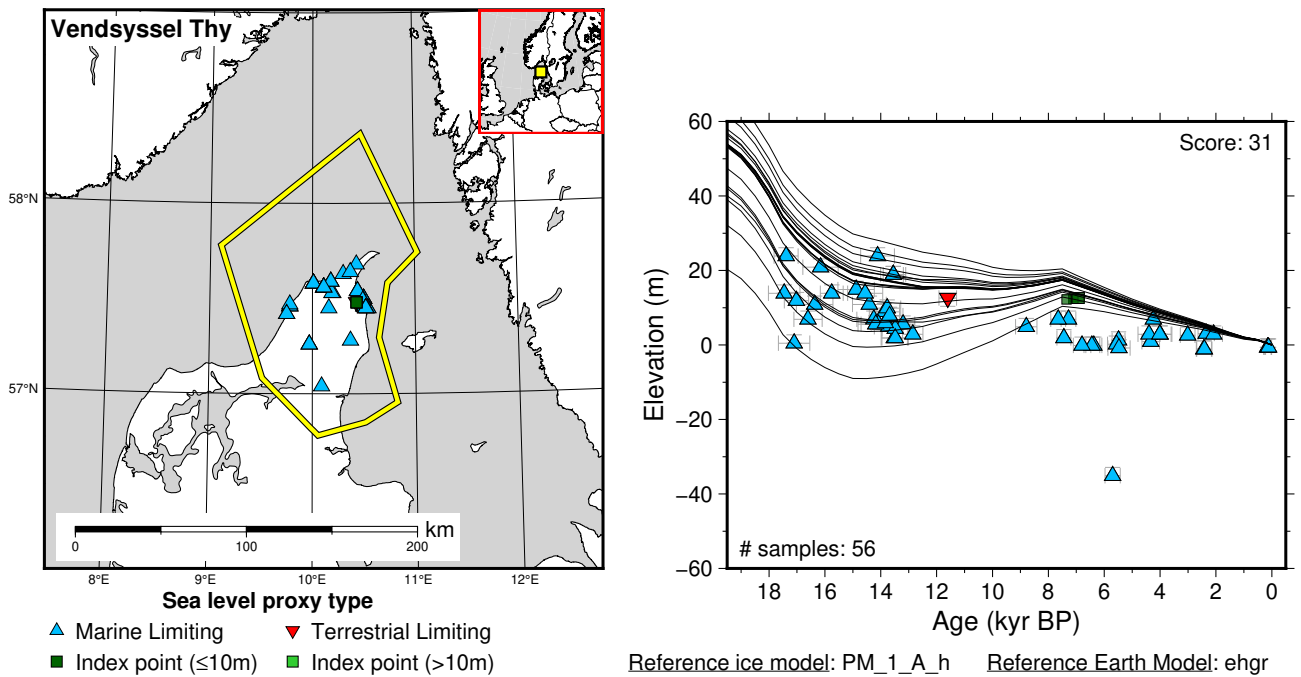 Vendsyssel Thy
58°N
57°N
km
0 100 200
8°E 9°E 10°E 11°E 12°E
Sea level proxy type
Marine Limiting
Terrestrial Limiting
Index point (≤10m)
Index point (>10m)
60
40
20
0
−20
−40
−60
Elevation (m)
Score: 31
# samples: 56
18 16 14 12 10 8 6 4 2 0
Age (kyr BP)
Reference ice model: PM_1_A_h
Reference Earth Model: ehgr